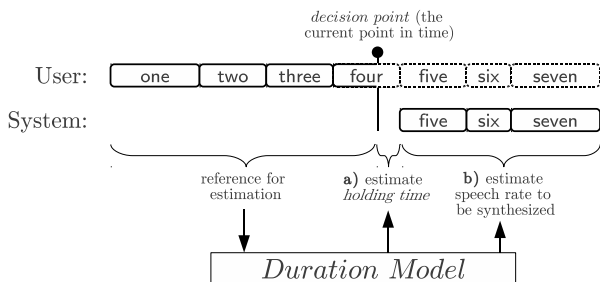 decision point (the
current point in time)
User: one two three four five six seven
System: five six seven
reference for
estimation
a) estimate
holding time
b) estimate
speech rate to
be synthesized
Duration Model